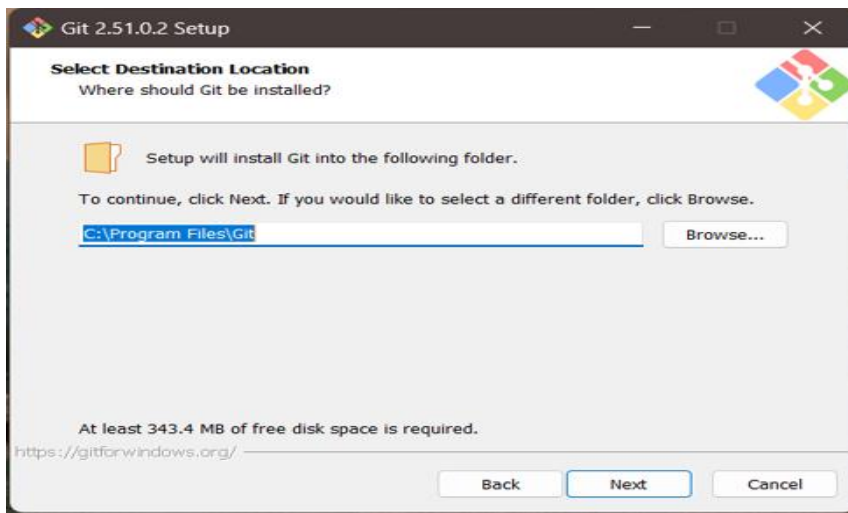 Git 2.51.0.2 Setup
Select Destination Location
Where should Git be installed?
Setup will install Git into the following folder.
To continue, click Next. If you would like to select a different folder, click Browse.
C:\Program Files\Git
Browse...
At least 343.4 MB of free disk space is required.
https://gitforwindows.org/
Back Next Cancel